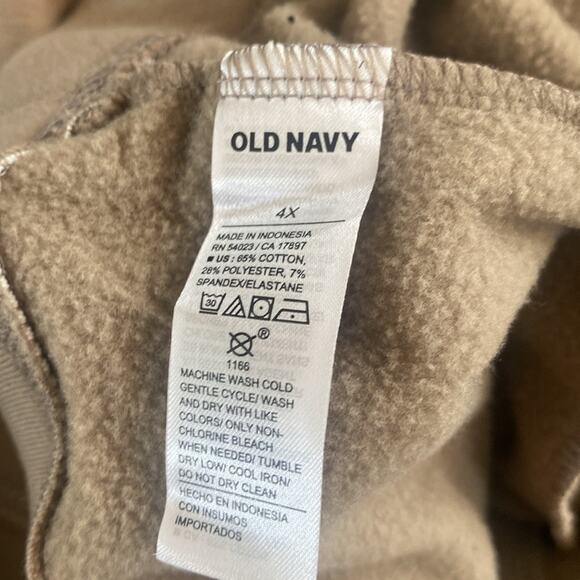 OLD NAVY
4X
MADE IN INDONESIA
RN 54023 / CA 17897
■ US : 65% COTTON,
28% POLYESTER, 7%
SPANDEX/ELASTANE
30
®
1166
MACHINE WASH COLD
GENTLE CYCLE/ WASH
AND DRY WITH LIKE
COLORS/ ONLY NON-
CHLORINE BLEACH
WHEN NEEDED/ TUMBLE
DRY LOW/ COOL IRON/
DO NOT DRY CLEAN
HECHO EN INDONESIA
CON INSUMOS
IMPORTADOS